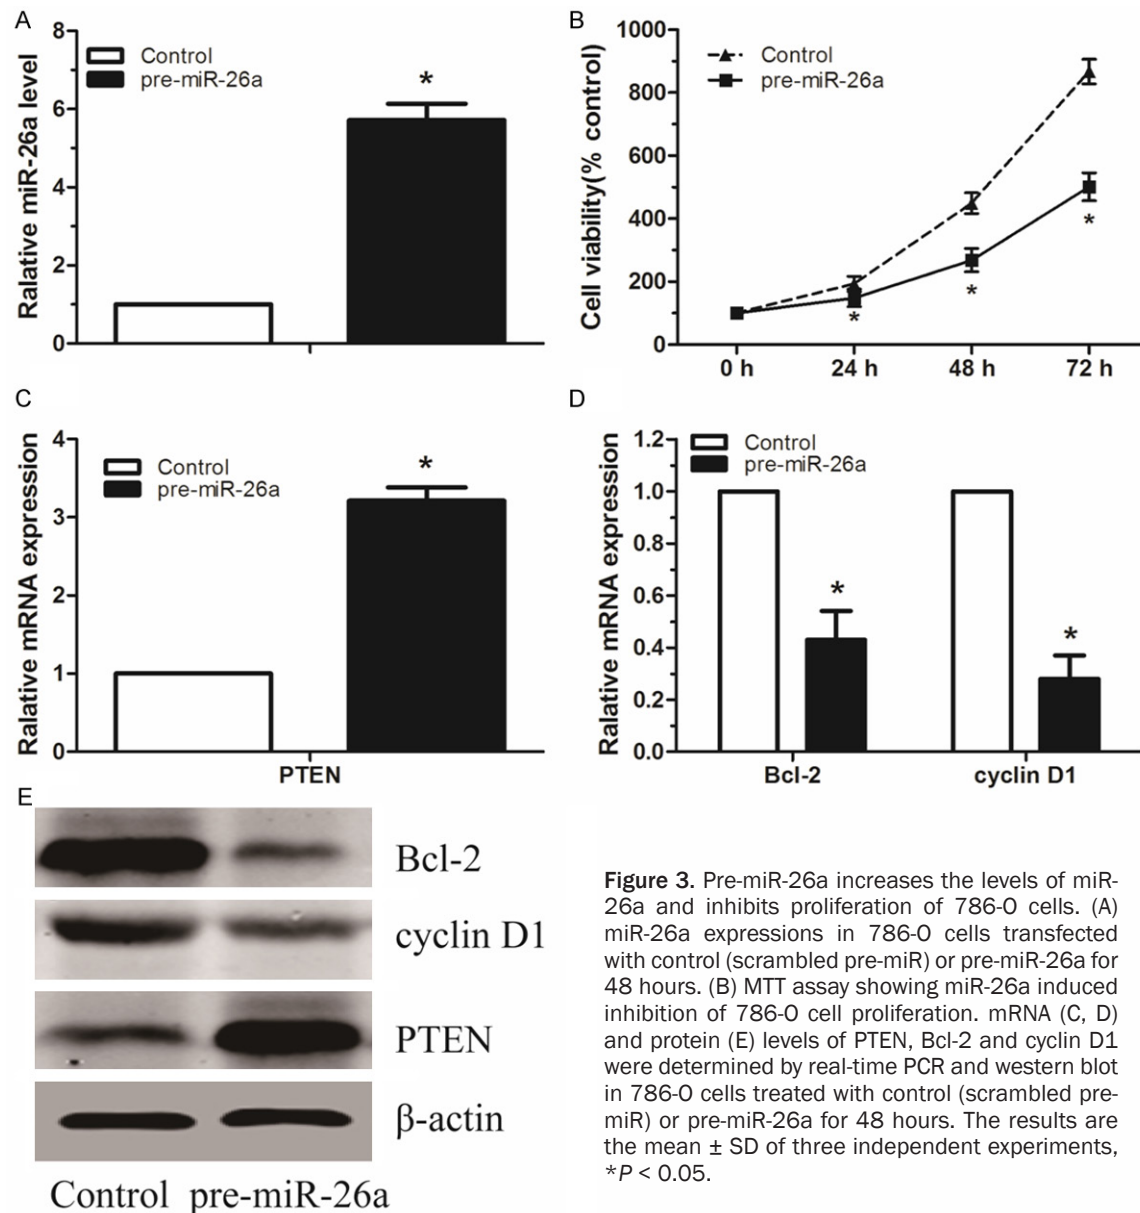 A
Ralative miR-26a level
8
6
4
2
0
Control
pre-miR-26a
*
B
Cell viability(% control)
1000
800
600
400
200
0
Control
pre-miR-26a
*
*
*
0 h
24 h
48 h
72 h
C
Ralative mRNA expression
4
3
2
1
0
Control
pre-miR-26a
*
PTEN
D
Ralative mRNA expression
1.2
1.0
0.8
0.6
0.4
0.2
0.0
Control
pre-miR-26a
*
*
Bcl-2
cyclin D1
E
Bcl-2
cyclin D1
PTEN
β-actin
Control pre-miR-26a
Figure 3. Pre-miR-26a increases the levels of miR-
26a and inhibits proliferation of 786-O cells. (A)
miR-26a expressions in 786-O cells transfected
with control (scrambled pre-miR) or pre-miR-26a for
48 hours. (B) MTT assay showing miR-26a induced
inhibition of 786-O cell proliferation. mRNA (C, D)
and protein (E) levels of PTEN, Bcl-2 and cyclin D1
were determined by real-time PCR and western blot
in 786-O cells treated with control (scrambled pre-
miR) or pre-miR-26a for 48 hours. The results are
the mean ± SD of three independent experiments,
*P < 0.05.